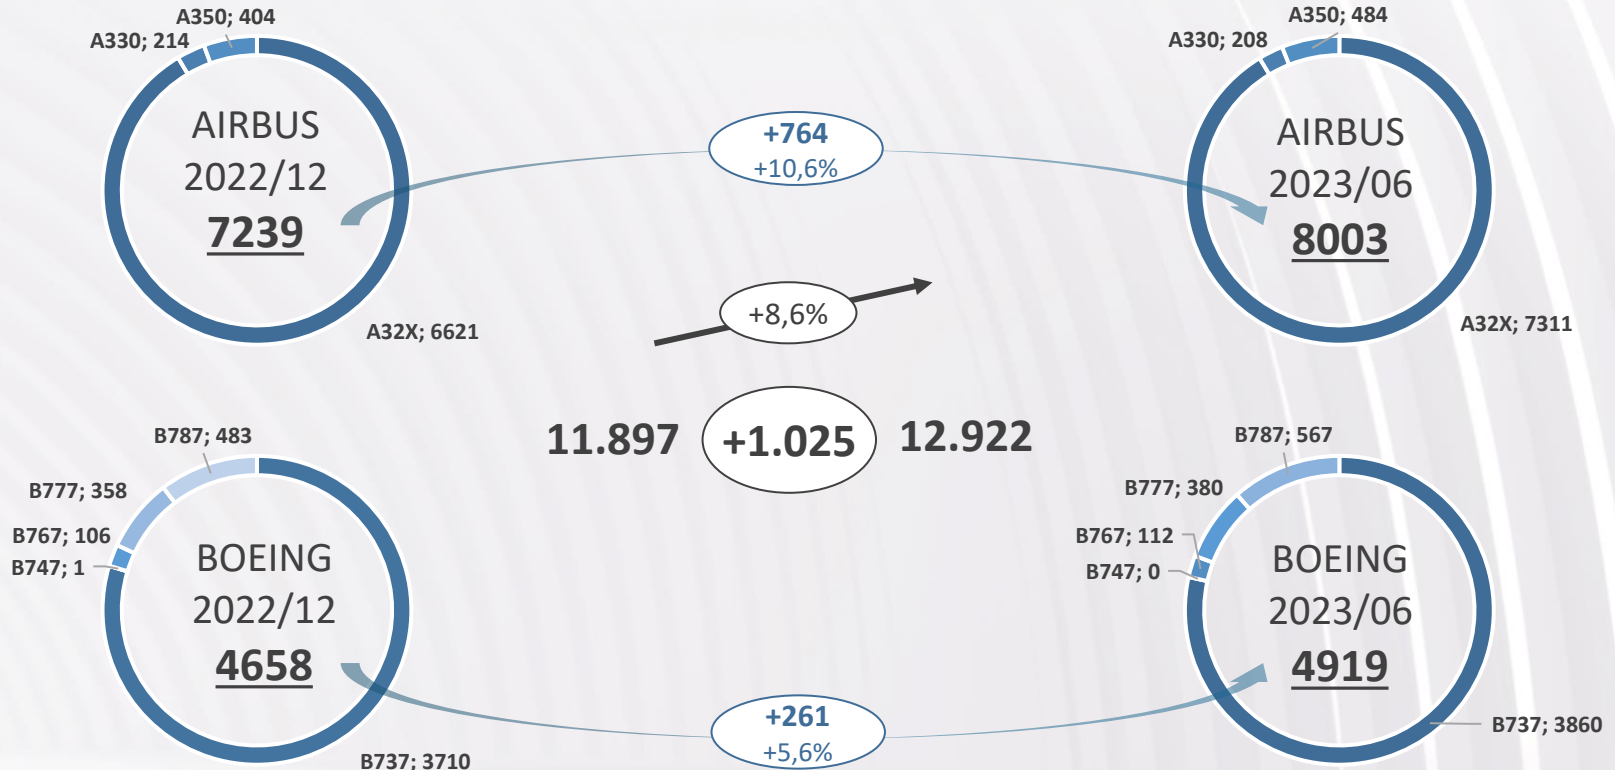 A350; 404
A330; 214
AIRBUS
2022/12
7239
A32X; 6621
+764
+10,6%
A350; 484
A330; 208
AIRBUS
2023/06
8003
A32X; 7311
+8,6%
11.897
+1.025
12.922
B787; 483
B777; 358
B767; 106
B747; 1
BOEING
2022/12
4658
B737; 3710
+261
+5,6%
B787; 567
B777; 380
B767; 112
B747; 0
BOEING
2023/06
4919
B737; 3860